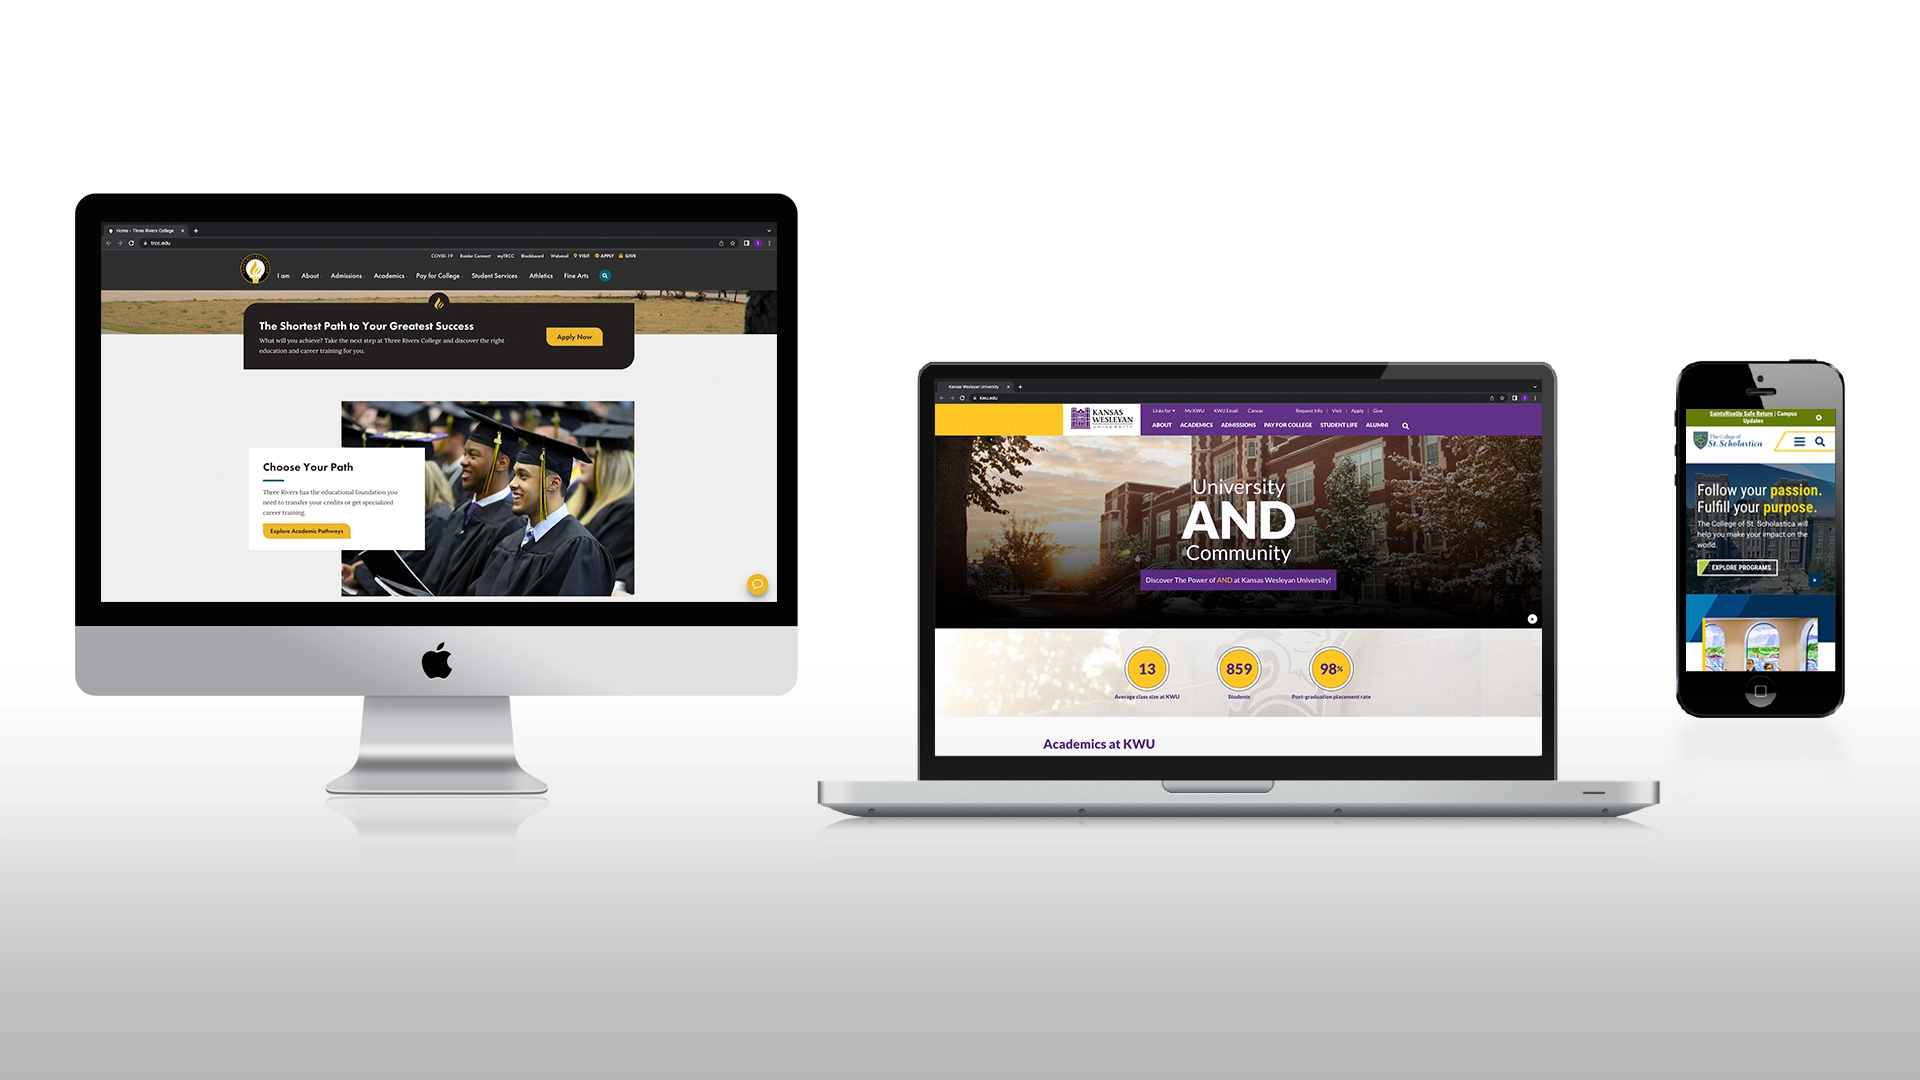 Home - Three Rivers College
trcc.edu
COVID-19 Raider Connect myTRCC Blackboard Webmail VISIT APPLY GIVE
I am About Admissions Academics Pay for College Student Services Athletics Fine Arts
The Shortest Path to Your Greatest Success
What will you achieve? Take the next step at Three Rivers College and discover the right
education and career training for you.
Apply Now
Choose Your Path
Three Rivers has the educational foundation you
need to transfer your credits or get specialized
career training.
Explore Academic Pathways
Kansas Wesleyan University
kwu.edu
KANSAS
WESLEYAN
UNIVERSITY
Links for My KWU KWU Email Canvas Request Info | Visit | Apply | Give
ABOUT ACADEMICS ADMISSIONS PAY FOR COLLEGE STUDENT LIFE ALUMNI
University
AND
Community
Discover The Power of AND at Kansas Wesleyan University!
13
Average class size at KWU
859
Students
98%
Post-graduation placement rate
Academics at KWU
SaintsRiseUp Safe Return | Campus
Updates
The College of
St. Scholastica
Follow your passion.
Fulfill your purpose.
The College of St. Scholastica will
help you make your impact on the
world.
EXPLORE PROGRAMS